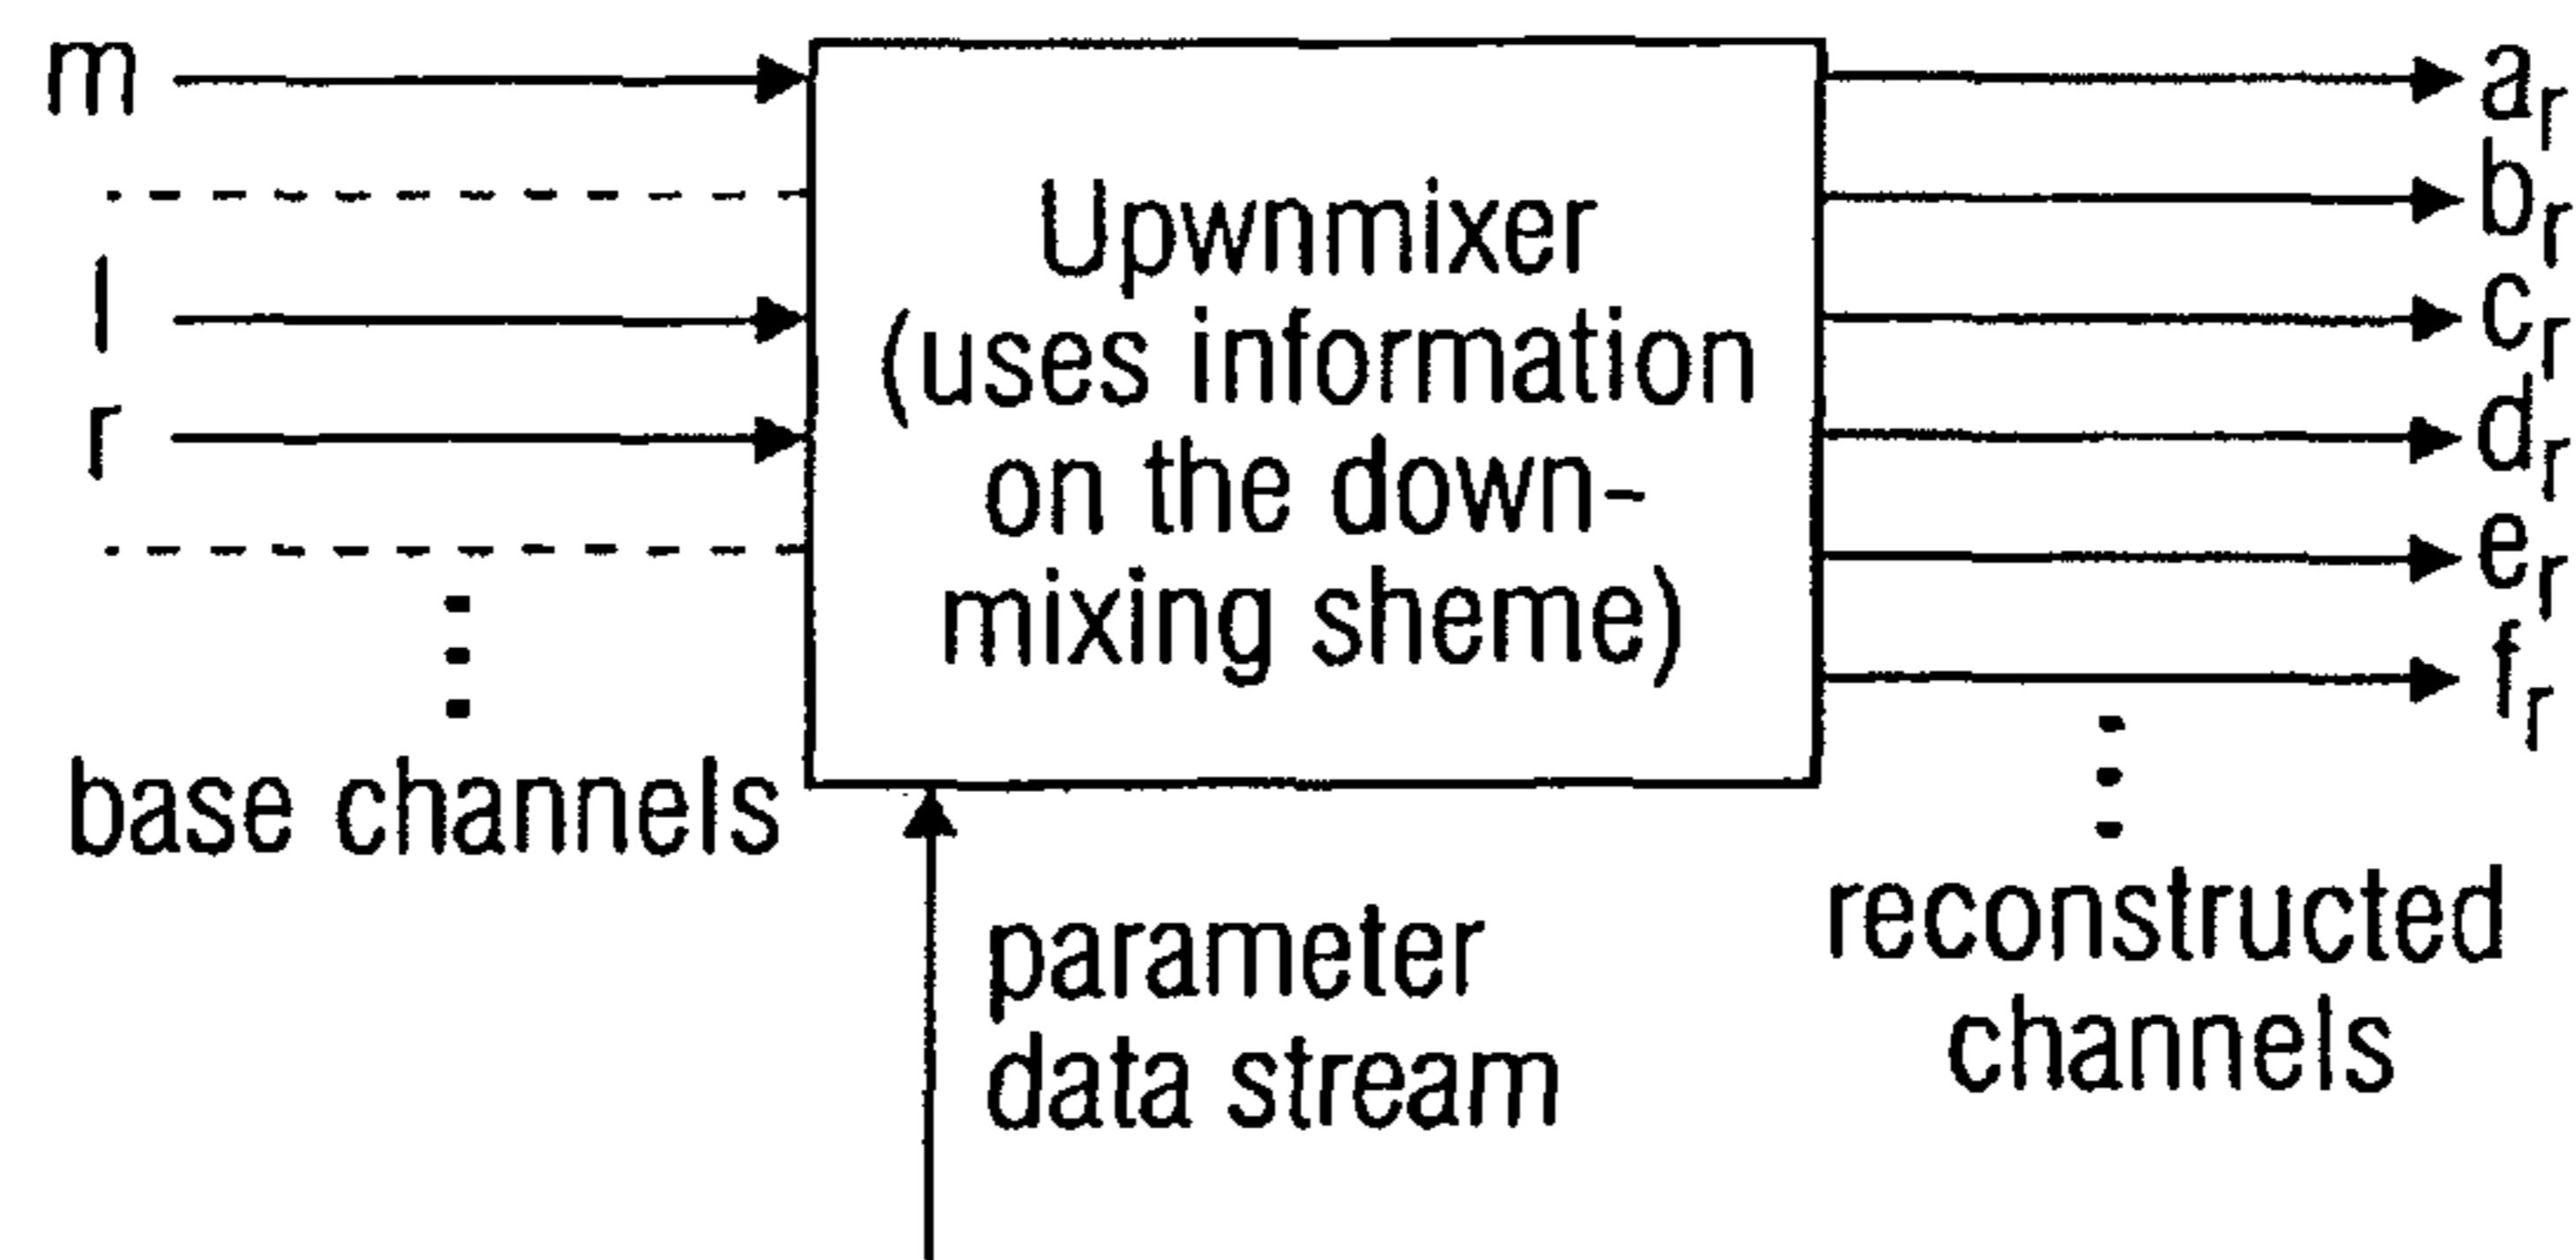 m
l
r
base channels
Upwnmixer
(uses information
on the down-
mixing sheme)
parameter
data stream
a_r
b_r
c_r
d_r
e_r
f_r
reconstructed
channels